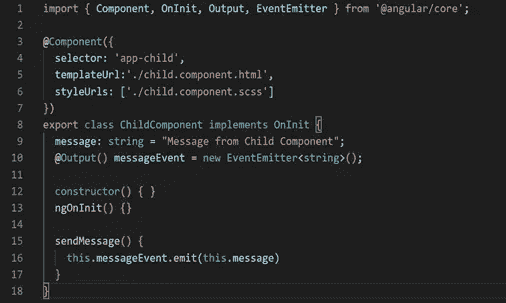 1 import { Component, OnInit, Output, EventEmitter } from '@angular/core';
2
3 @Component({
4 selector: 'app-child',
5 templateUrl:'./child.component.html',
6 styleUrls: ['./child.component.scss']
7 })
8 export class ChildComponent implements OnInit {
9 message: string = "Message from Child Component";
10 @Output() messageEvent = new EventEmitter<string>();
11
12 constructor() { }
13 ngOnInit() {}
14
15 sendMessage() {
16 this.messageEvent.emit(this.message)
17 }
18 }